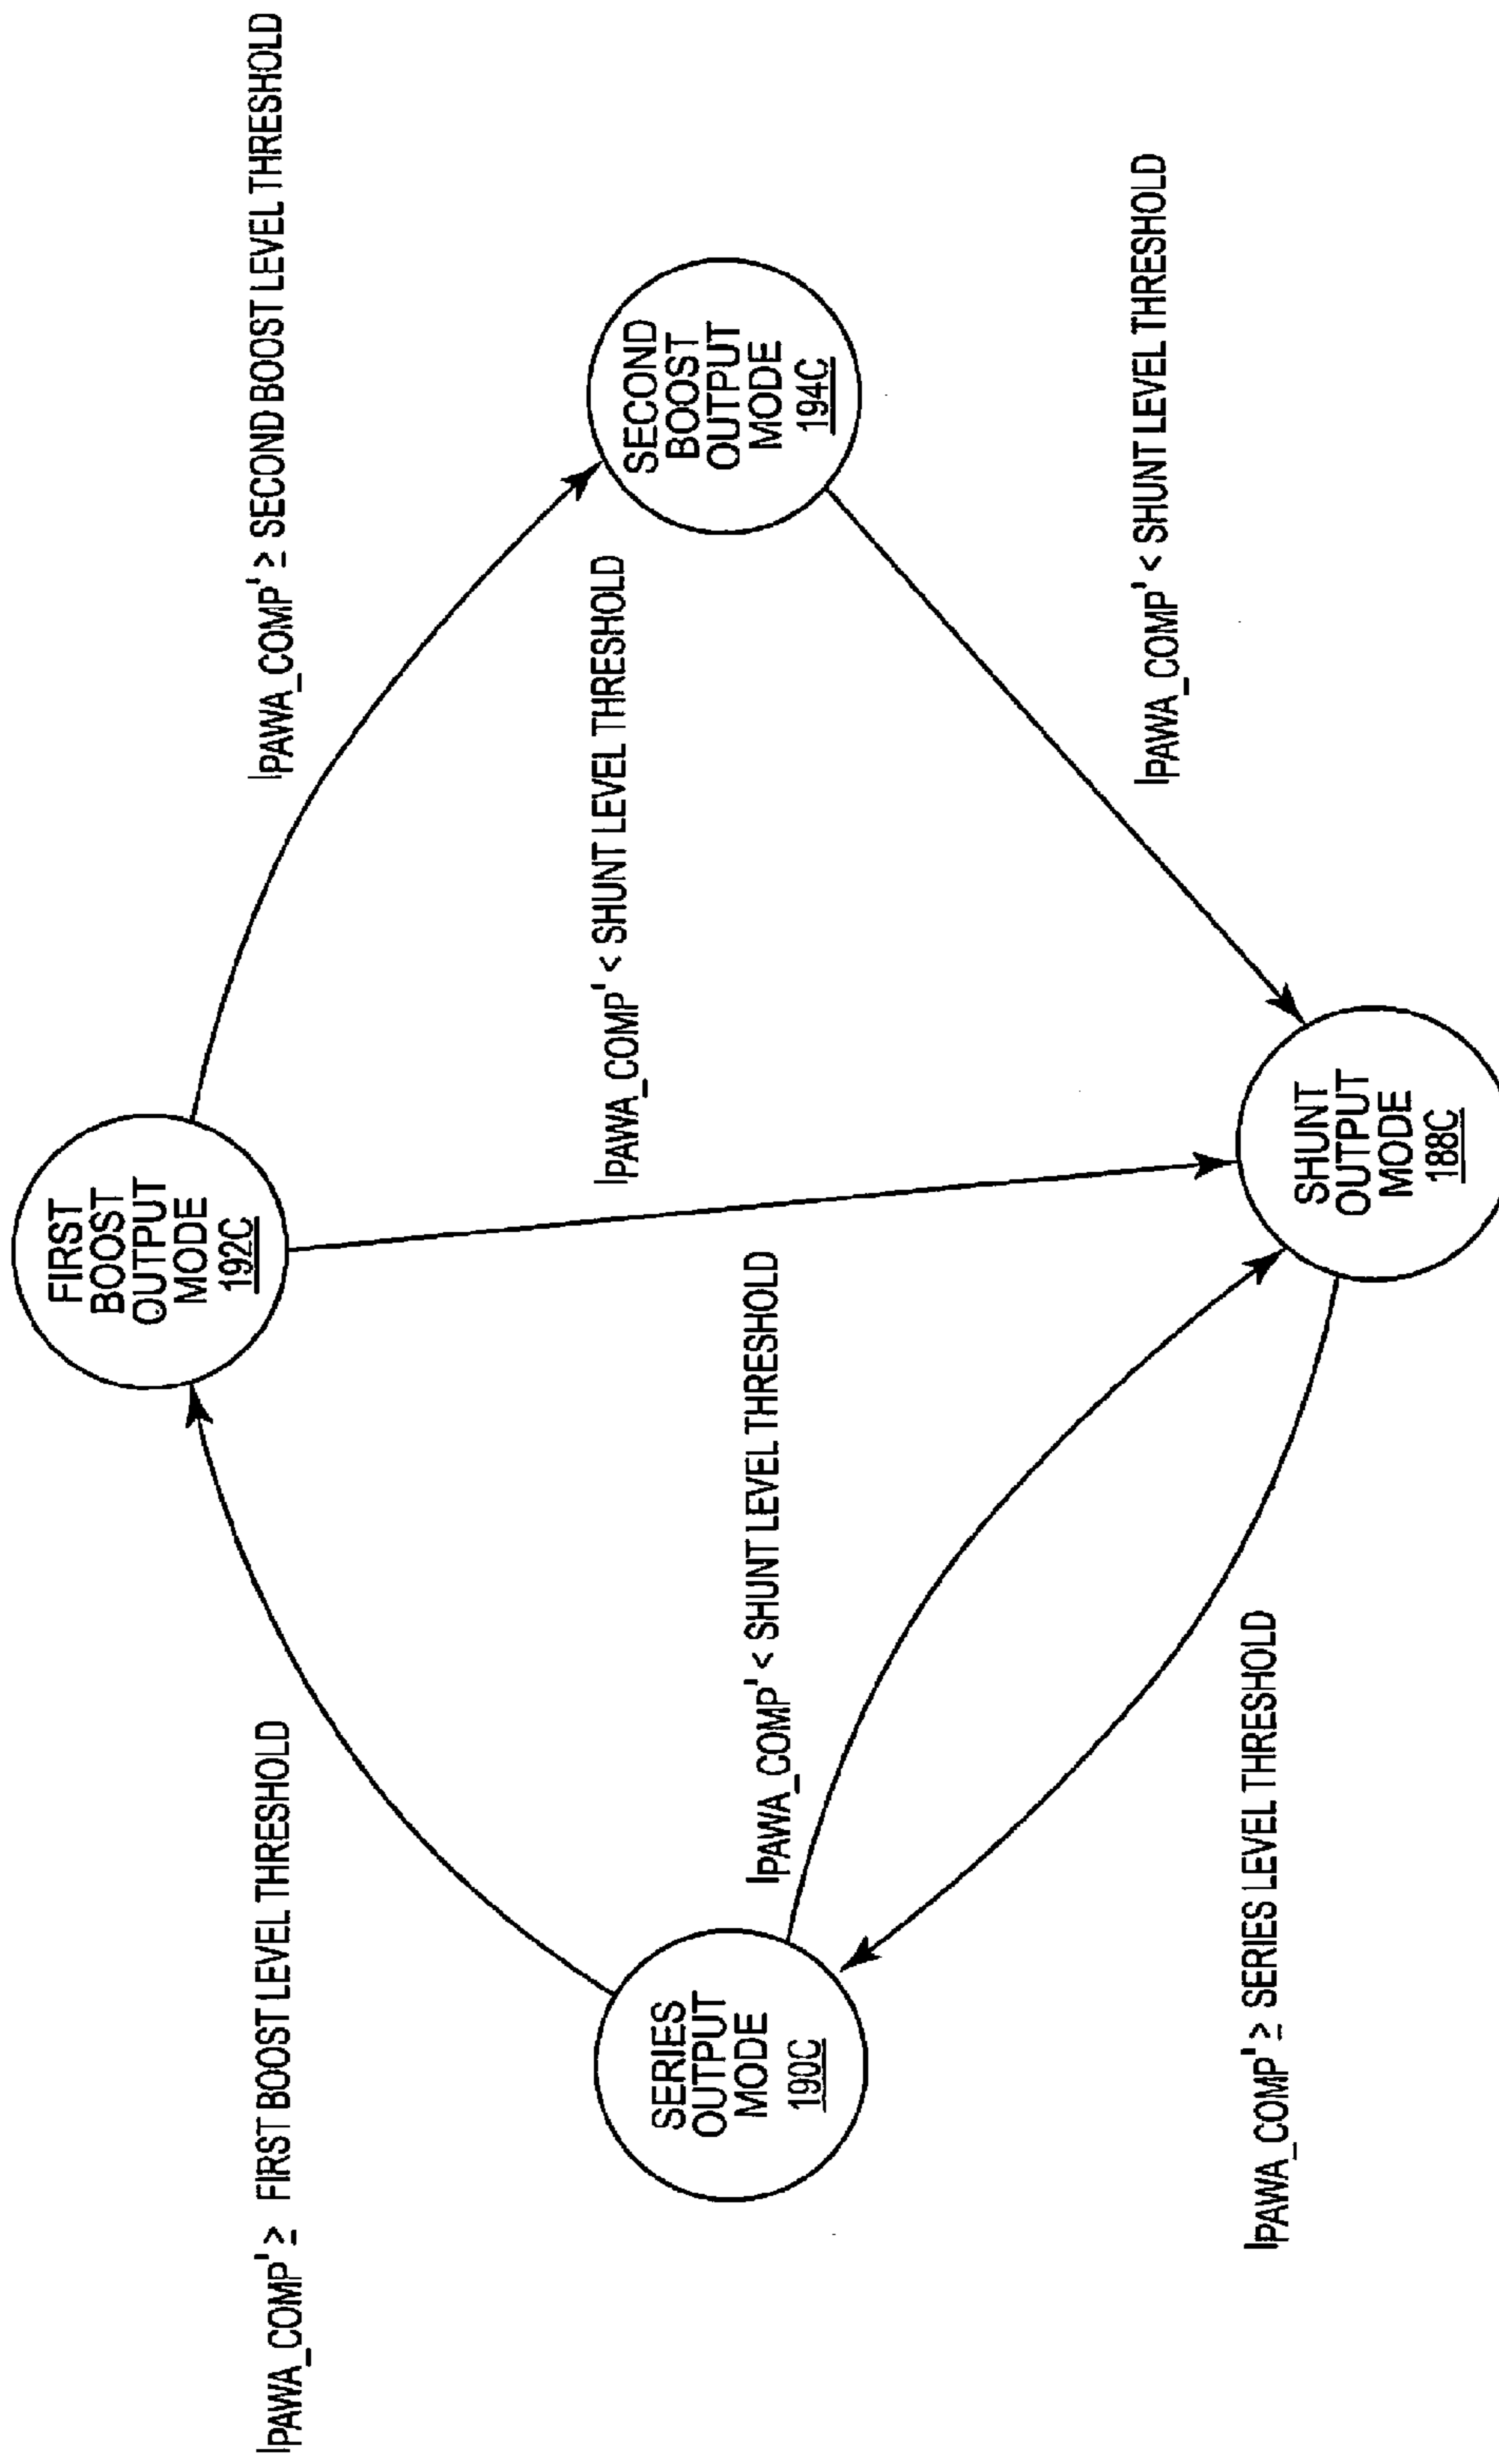 IPAWA_COMP' ≥ FIRST BOOST LEVEL THRESHOLD
FIRST
BOOST
OUTPUT
MODE
192C
IPAWA_COMP' ≥ SECOND BOOST LEVEL THRESHOLD
SERIES
OUTPUT
MODE
190C
IPAWA_COMP' < SHUNT LEVEL THRESHOLD
IPAWA_COMP' < SHUNT LEVEL THRESHOLD
SECOND
BOOST
OUTPUT
MODE
194C
IPAWA_COMP' ≥ SERIES LEVEL THRESHOLD
SHUNT
OUTPUT
MODE
188C
IPAWA_COMP' < SHUNT LEVEL THRESHOLD